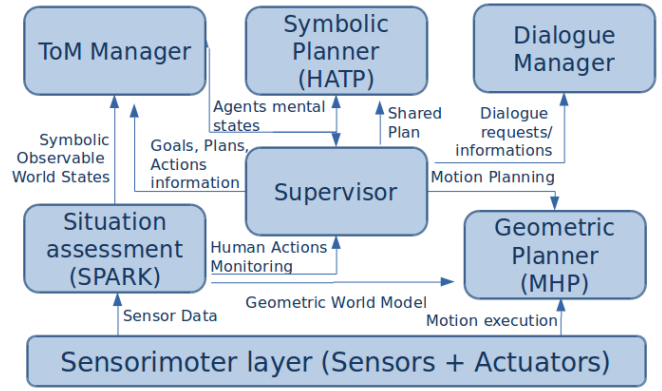 ToM Manager
Symbolic
Planner
(HATP)
Dialogue
Manager
Agents mental
states
Shared
Plan
Dialogue
requests/
informations
Symbolic
Observable
World States
Goals, Plans,
Actions
information
Supervisor
Motion Planning
Situation
assessment
(SPARK)
Human Actions
Monitoring
Geometric
Planner
(MHP)
Geometric World Model
Sensor Data
Motion execution
Sensorimoter layer (Sensors + Actuators)